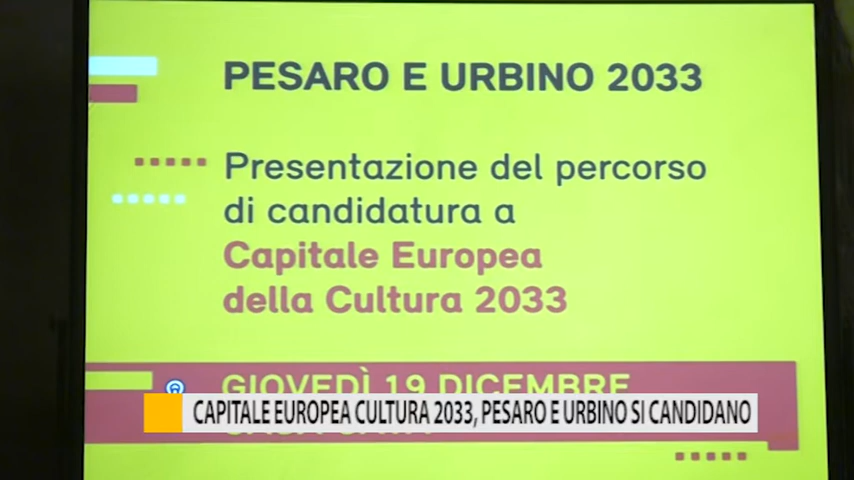 PESARO E URBINO 2033
Presentazione del percorso
di candidatura a
Capitale Europea
della Cultura 2033
GIOVEDÌ 19 DICEMBRE
CAPITALE EUROPEA CULTURA 2033, PESARO E URBINO SI CANDIDANO